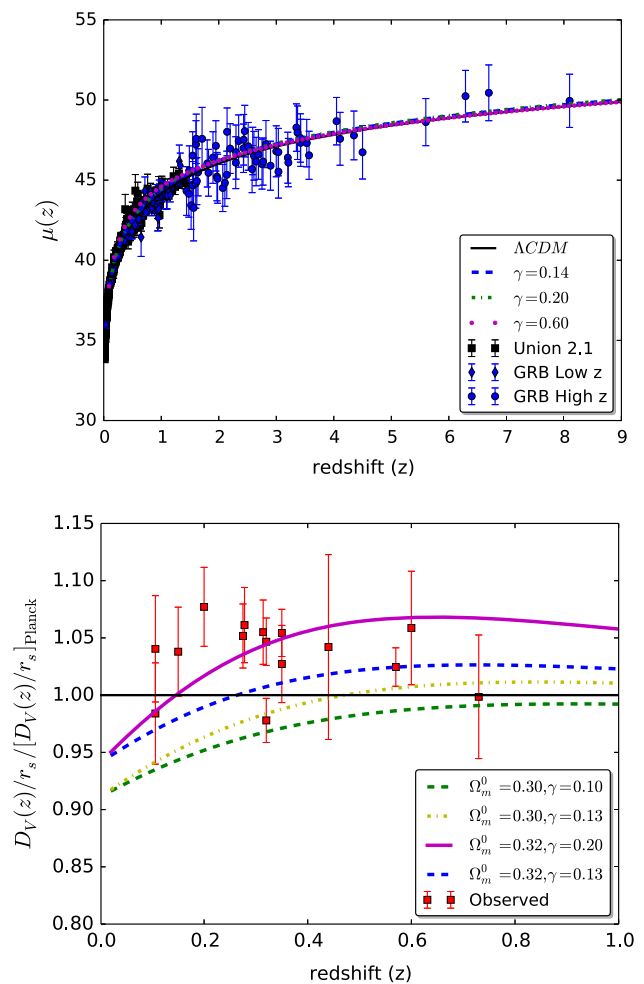 55
50
45
40
35
30
μ(z)
0 1 2 3 4 5 6 7 8 9
redshift (z)
ΛCDM
γ=0.14
γ=0.20
γ=0.60
Union 2.1
GRB Low z
GRB High z
1.15
1.10
1.05
1.00
0.95
0.90
0.85
0.80
D_V(z)/r_s/[D_V(z)/r_s]_Planck
0.0 0.2 0.4 0.6 0.8 1.0
redshift (z)
Ω_m^0=0.30,γ=0.10
Ω_m^0=0.30,γ=0.13
Ω_m^0=0.32,γ=0.20
Ω_m^0=0.32,γ=0.13
Observed